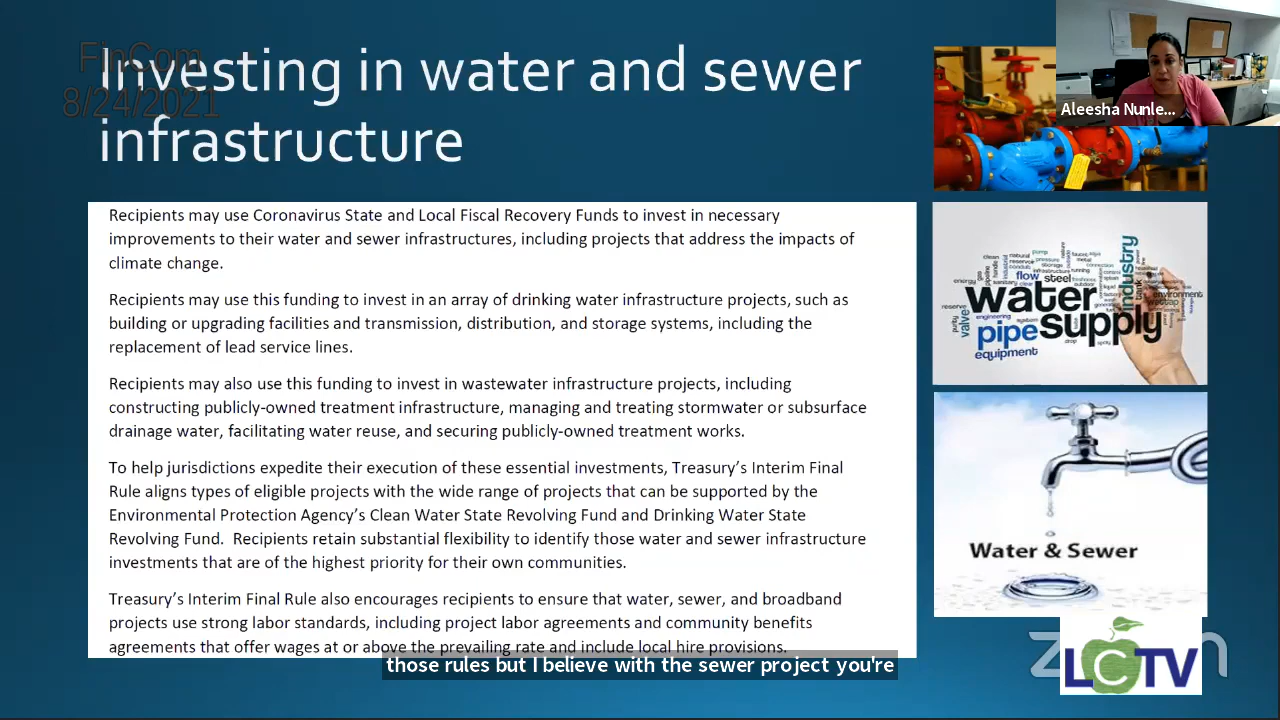 FinCom
8/24/2021
Investing in water and sewer
infrastructure
Aleesha Nunle...
Recipients may use Coronavirus State and Local Fiscal Recovery Funds to invest in necessary
improvements to their water and sewer infrastructures, including projects that address the impacts of
climate change.
Recipients may use this funding to invest in an array of drinking water infrastructure projects, such as
building or upgrading facilities and transmission, distribution, and storage systems, including the
replacement of lead service lines.
Recipients may also use this funding to invest in wastewater infrastructure projects, including
constructing publicly-owned treatment infrastructure, managing and treating stormwater or subsurface
drainage water, facilitating water reuse, and securing publicly-owned treatment works.
To help jurisdictions expedite their execution of these essential investments, Treasury's Interim Final
Rule aligns types of eligible projects with the wide range of projects that can be supported by the
Environmental Protection Agency's Clean Water State Revolving Fund and Drinking Water State
Revolving Fund.  Recipients retain substantial flexibility to identify those water and sewer infrastructure
investments that are of the highest priority for their own communities.
Treasury's Interim Final Rule also encourages recipients to ensure that water, sewer, and broadband
projects use strong labor standards, including project labor agreements and community benefits
agreements that offer wages at or above the prevailing rate and include local hire provisions.
those rules but I believe with the sewer project you're
water
supply
pipe
equipment
industry
flow
steel
valve
environment
engineering
Water & Sewer
zoom
LCTV